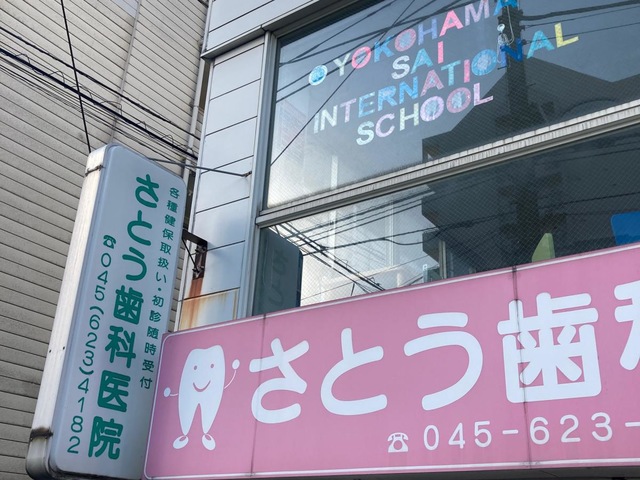 YOKOHAMA
SAI
INTERNATIONAL
SCHOOL
各種健保取扱い・初診随時受付
さとう歯科医院
☎045(623)4182
さとう歯科
☎045-623-